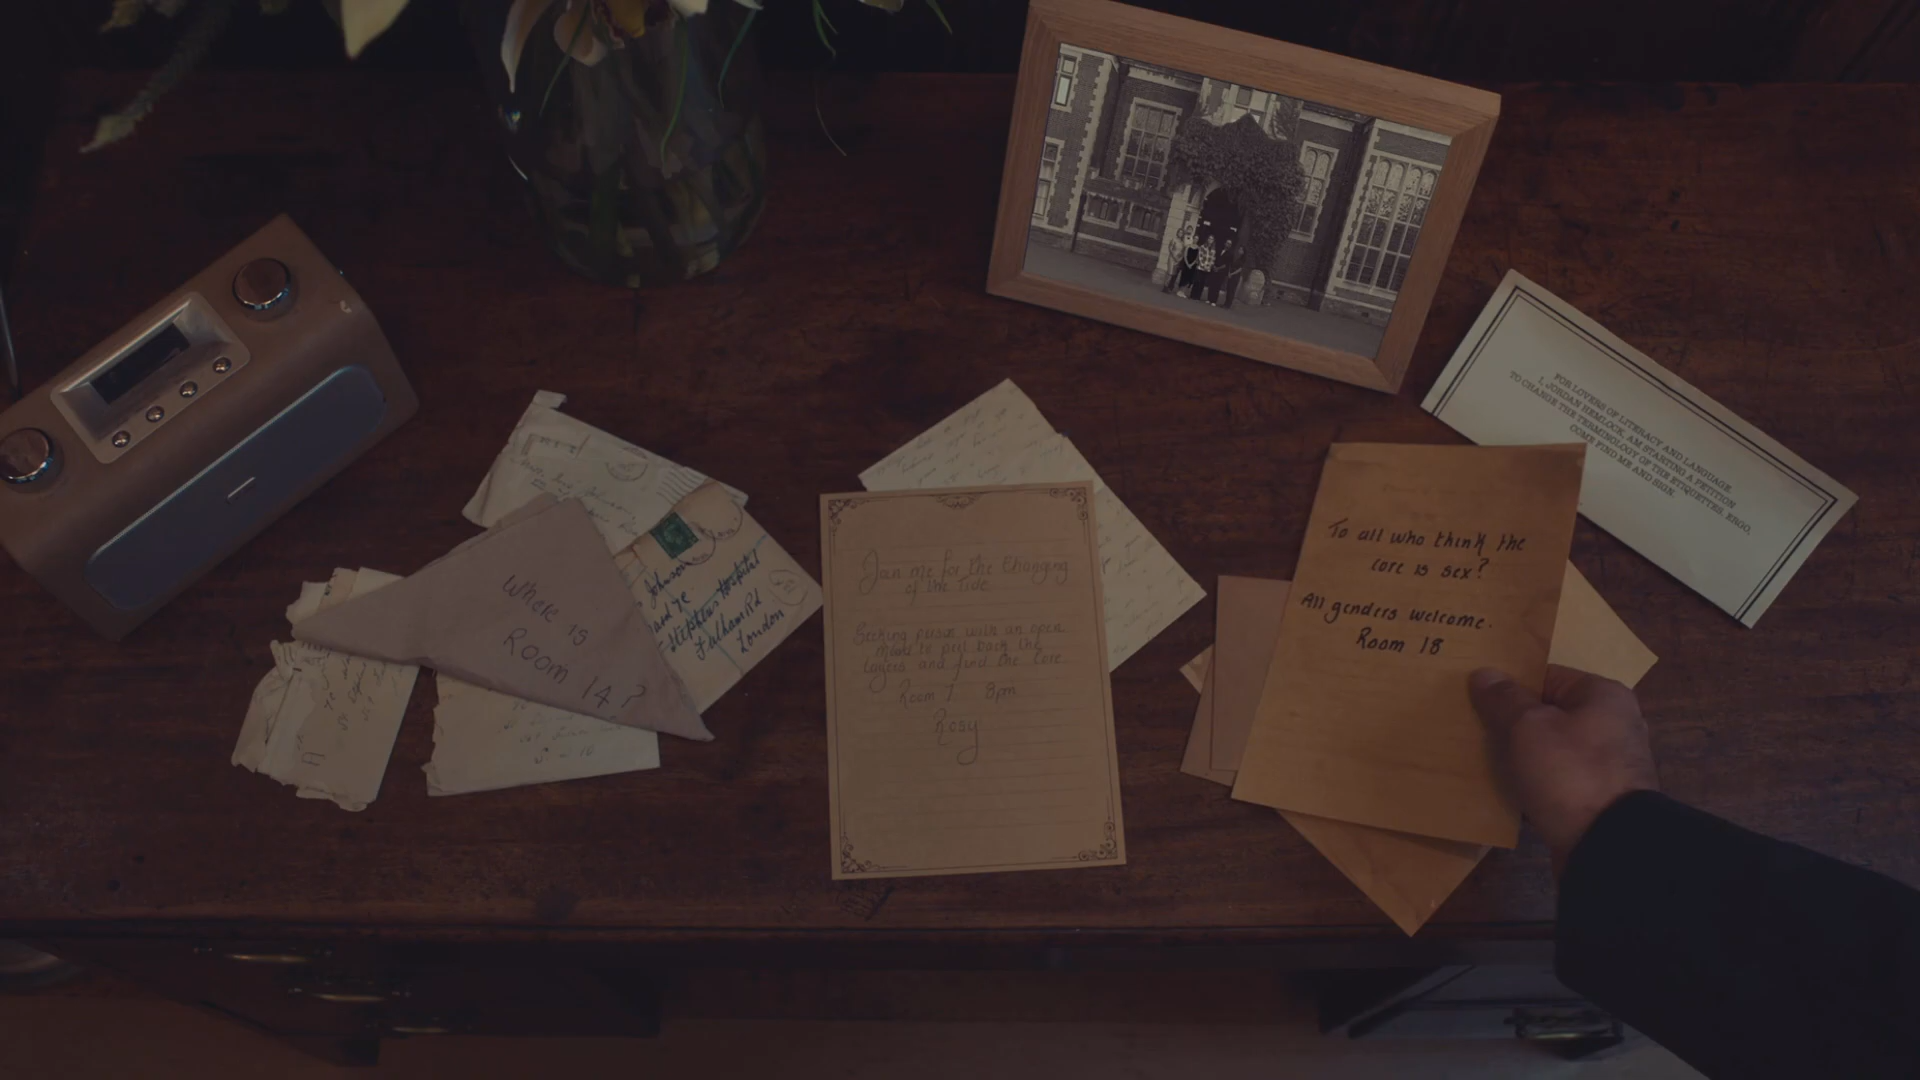 FOR LOVERS OF LITERACY AND LANGUAGE.
I, JORDAN HEMLOCK, AM STARTING A PETITION
TO CHANGE THE TERMINOLOGY OF THE ETIQUETTES. ERGO,
COME FIND ME AND SIGN.
Where is
Room 14?
Johnson
Stephens Hospital
Fulham Rd
London
Join me for the Changing
of the Tide
Seeking person with an open
mind to peel back the
layers and find the core.
Room 7 8pm
Rosy
To all who think the
core is sex?
All genders welcome.
Room 18